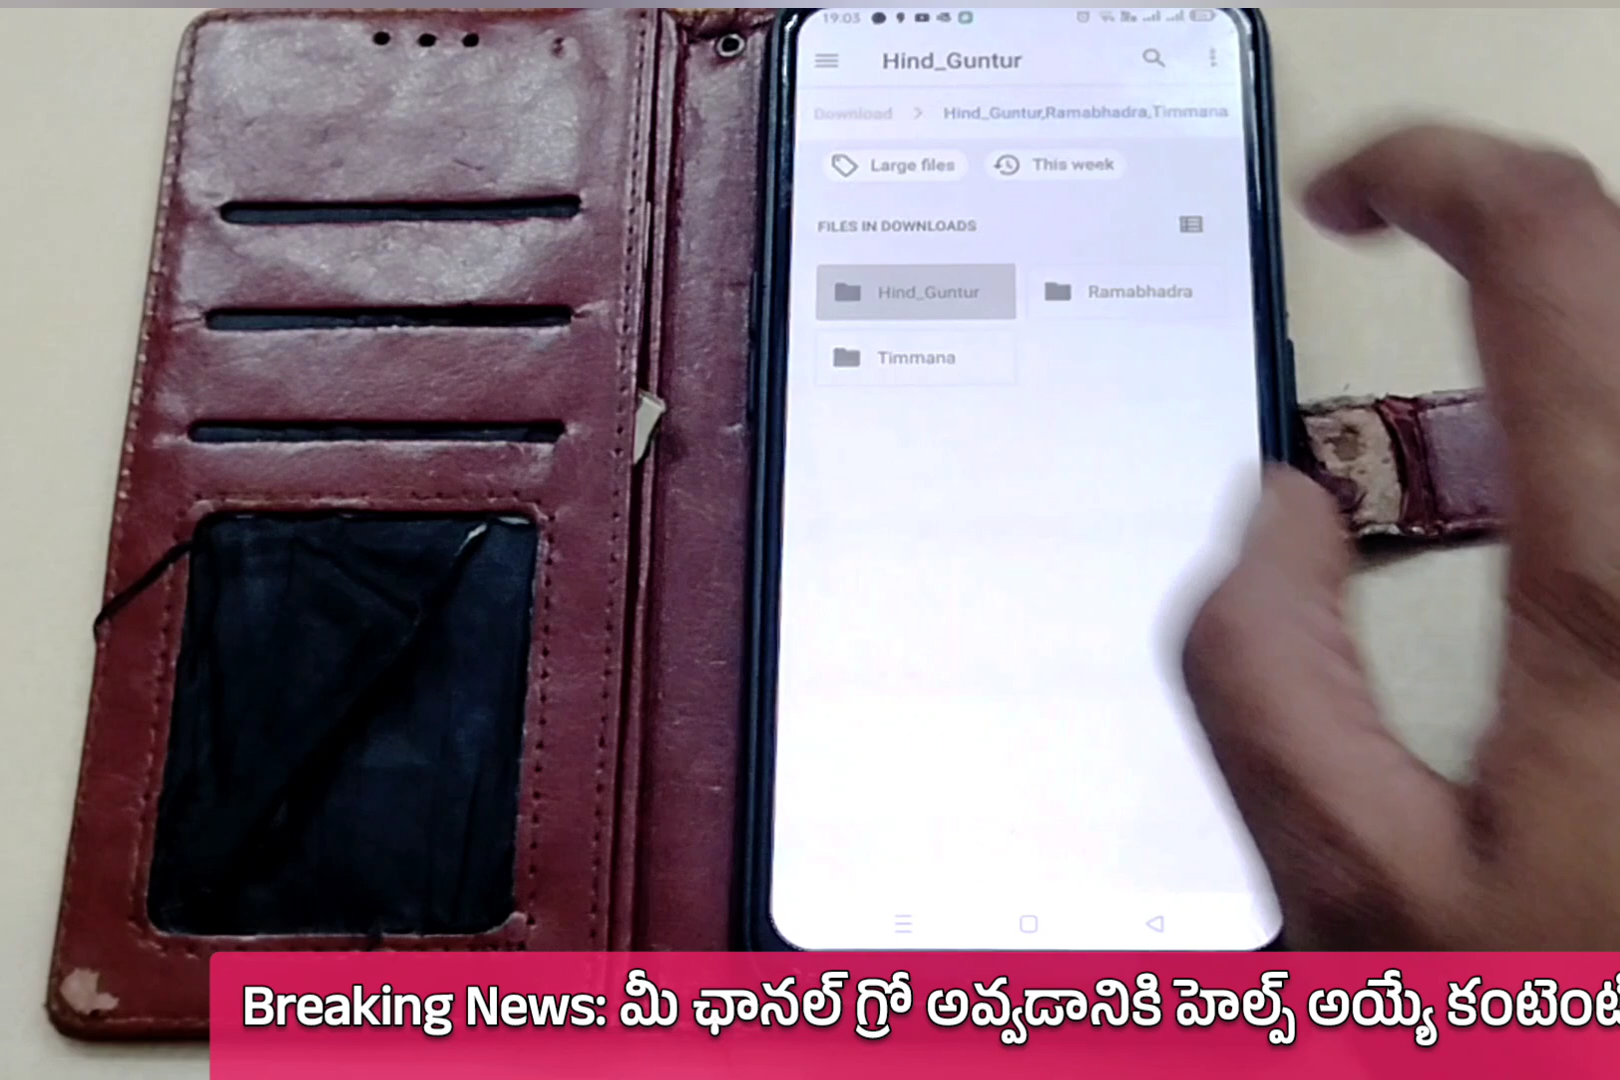 19:03
Hind_Guntur
Download > Hind_Guntur,Ramabhadra,Timmana
Large files This week
FILES IN DOWNLOADS
Hind_Guntur Ramabhadra
Timmana
Breaking News: మీ ఛానల్ గ్రో అవ్వడానికి హెల్ప్ అయ్యే కంటెంట్